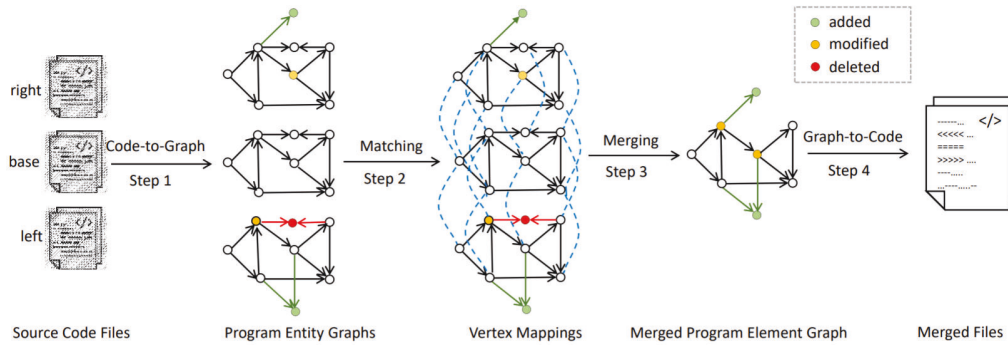 added
modified
deleted
right
base
left
Code-to-Graph
Step 1
Matching
Step 2
Merging
Step 3
Graph-to-Code
Step 4
</>
</>
</>
</>
-----...
<<<<< ...
=====
>>>>> ....
Source Code Files
Program Entity Graphs
Vertex Mappings
Merged Program Element Graph
Merged Files